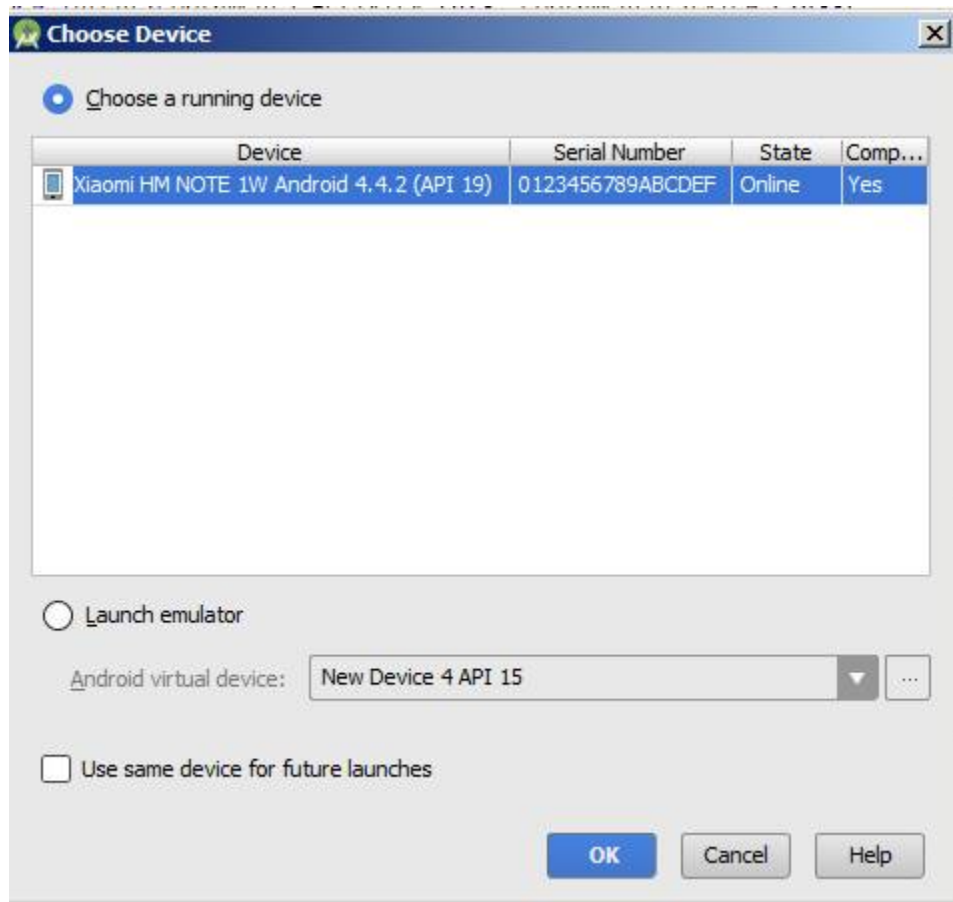 Choose Device
Choose a running device
Device Serial Number State Comp...
Xiaomi HM NOTE 1W Android 4.4.2 (API 19) 0123456789ABCDEF Online Yes
Launch emulator
Android virtual device: New Device 4 API 15 ...
Use same device for future launches
OK Cancel Help